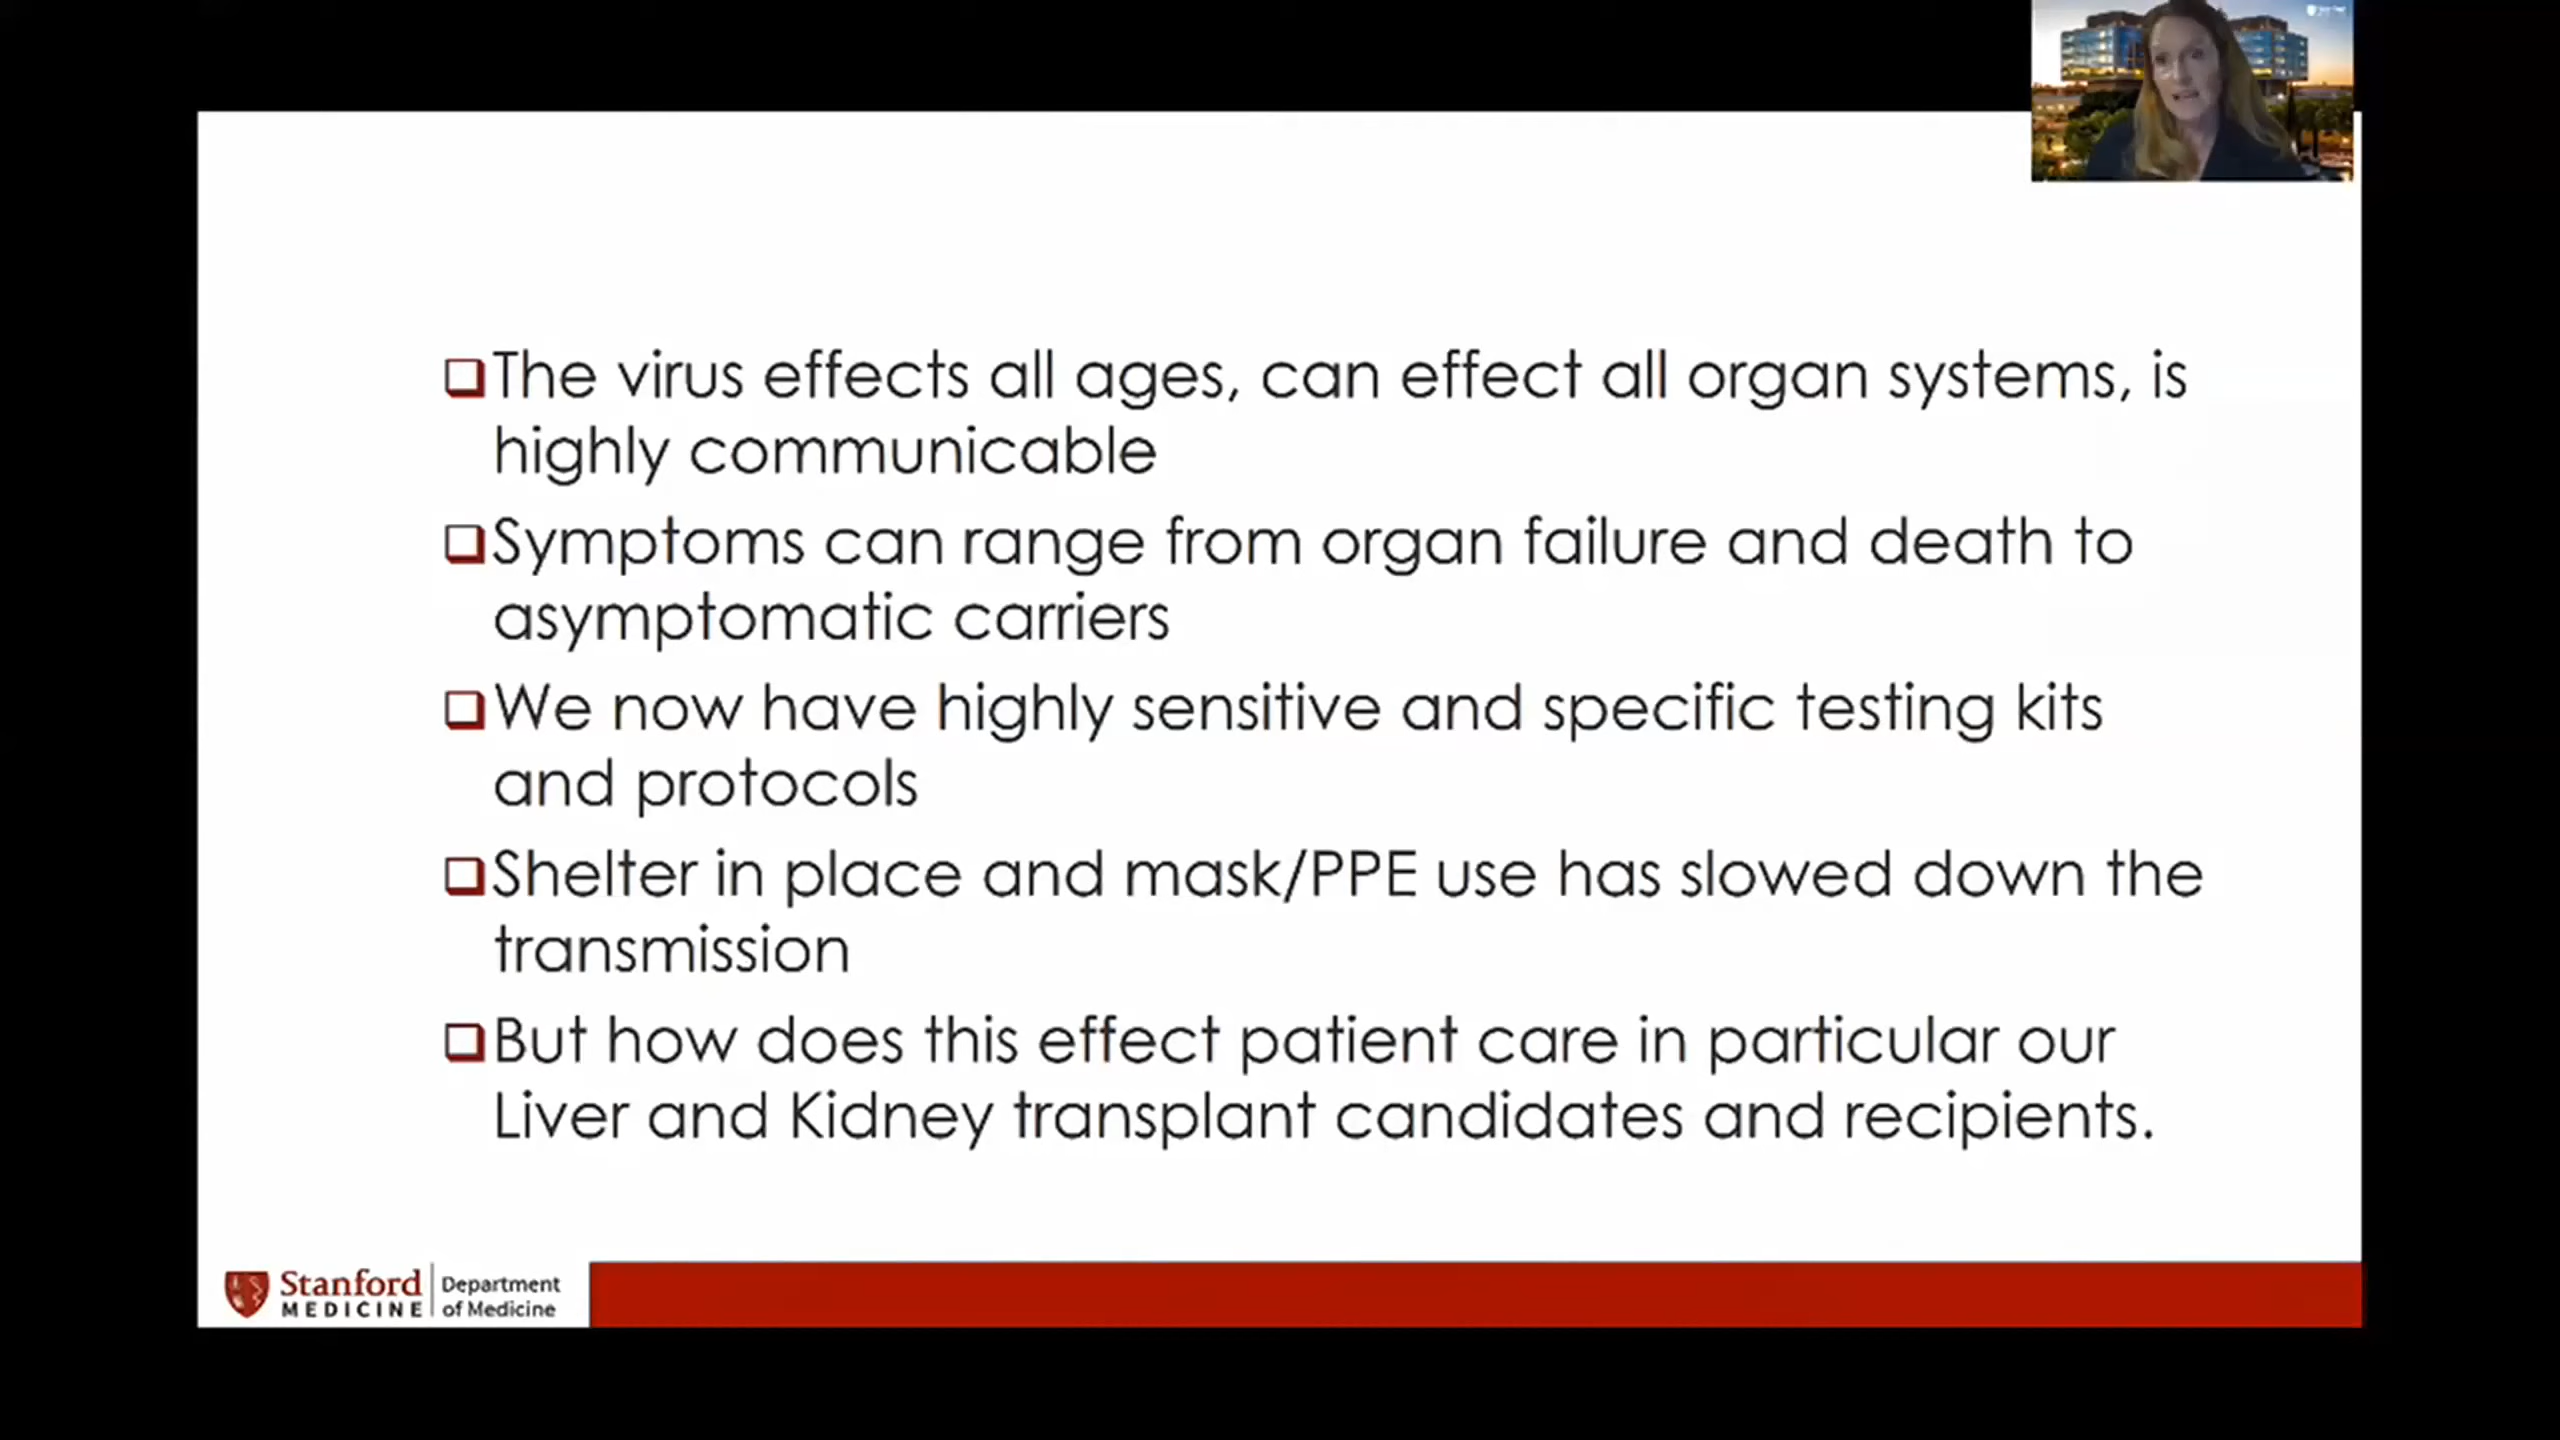 The virus effects all ages, can effect all organ systems, is
highly communicable
Symptoms can range from organ failure and death to
asymptomatic carriers
We now have highly sensitive and specific testing kits
and protocols
Shelter in place and mask/PPE use has slowed down the
transmission
But how does this effect patient care in particular our
Liver and Kidney transplant candidates and recipients.
Stanford
MEDICINE
Department
of Medicine